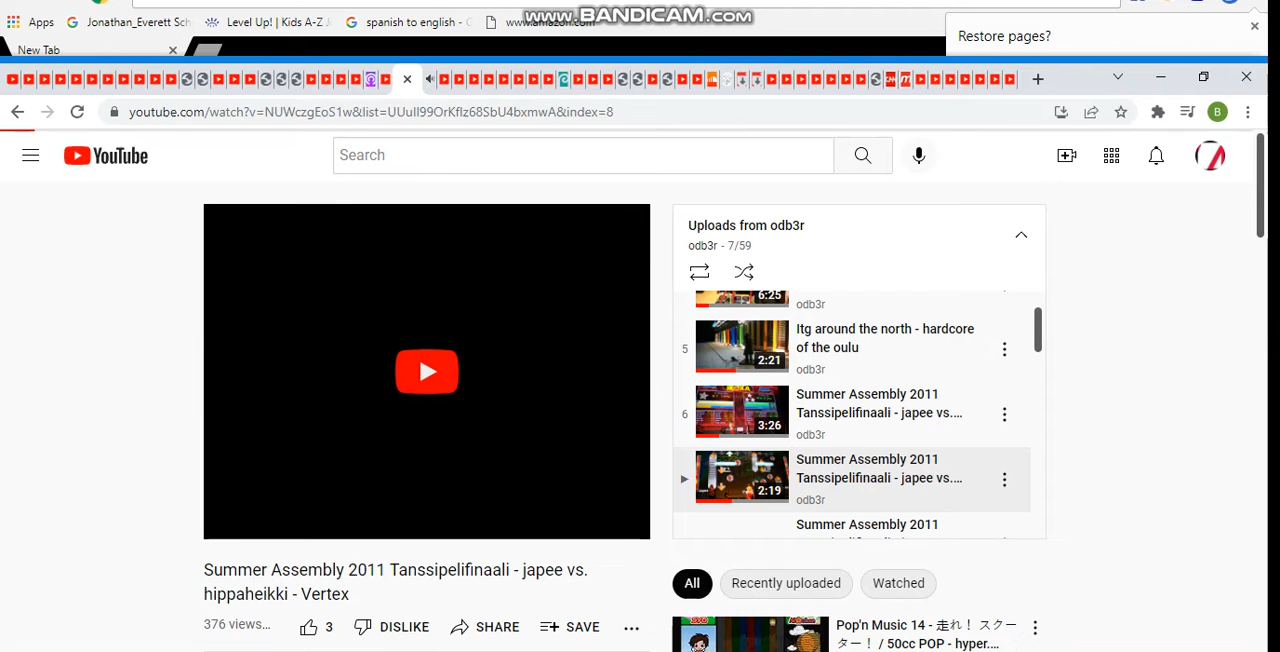 www.BANDICAM.com
Apps Jonathan_Everett Sch Level Up! | Kids A-Z spanish to english - G www.amazon.com
Restore pages?
New Tab
youtube.com/watch?v=NUWczgEoS1w&list=UUuIl99OrKfIz68SbU4bxmwA&index=8
B
YouTube
Search
Uploads from odb3r
odb3r - 7/59
6:25
odb3r
5
Itg around the north - hardcore
of the oulu
2:21
odb3r
6
Summer Assembly 2011
Tanssipelifinaali - japee vs....
3:26
odb3r
Summer Assembly 2011
Tanssipelifinaali - japee vs....
2:19
odb3r
Summer Assembly 2011
Summer Assembly 2011 Tanssipelifinaali - japee vs.
hippaheikki - Vertex
376 views...
3 DISLIKE SHARE SAVE
All Recently uploaded Watched
Pop'n Music 14 - 走れ！ スクー
ター！ / 50cc POP - hyper....